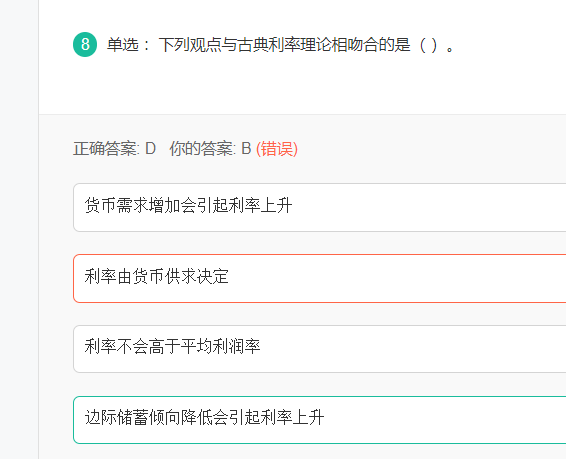 8 单选： 下列观点与古典利率理论相吻合的是（ ）。
正确答案: D 你的答案: B (错误)
货币需求增加会引起利率上升
利率由货币供求决定
利率不会高于平均利润率
边际储蓄倾向降低会引起利率上升